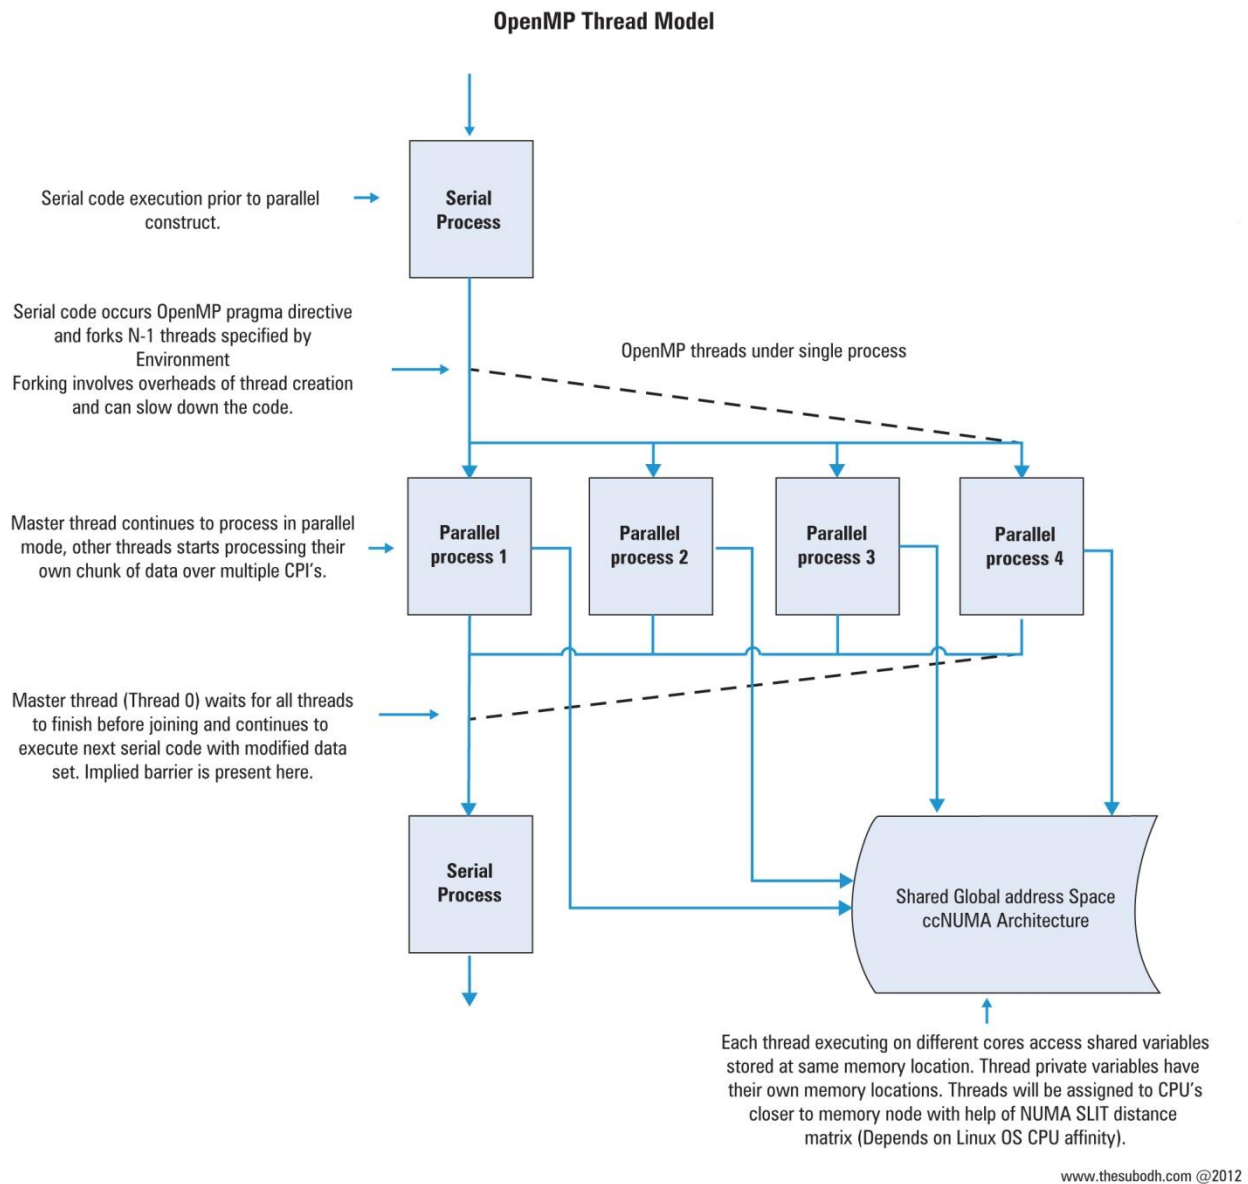 OpenMP Thread Model
Serial
Process
Serial code execution prior to parallel
construct.
Serial code occurs OpenMP pragma directive
and forks N-1 threads specified by
Environment
Forking involves overheads of thread creation
and can slow down the code.
OpenMP threads under single process
Master thread continues to process in parallel
mode, other threads starts processing their
own chunk of data over multiple CPI's.
Parallel
process 1
Parallel
process 2
Parallel
process 3
Parallel
process 4
Master thread (Thread 0) waits for all threads
to finish before joining and continues to
execute next serial code with modified data
set. Implied barrier is present here.
Serial
Process
Shared Global address Space
ccNUMA Architecture
Each thread executing on different cores access shared variables
stored at same memory location. Thread private variables have
their own memory locations. Threads will be assigned to CPU's
closer to memory node with help of NUMA SLIT distance
matrix (Depends on Linux OS CPU affinity).
www.thesubodh.com @2012